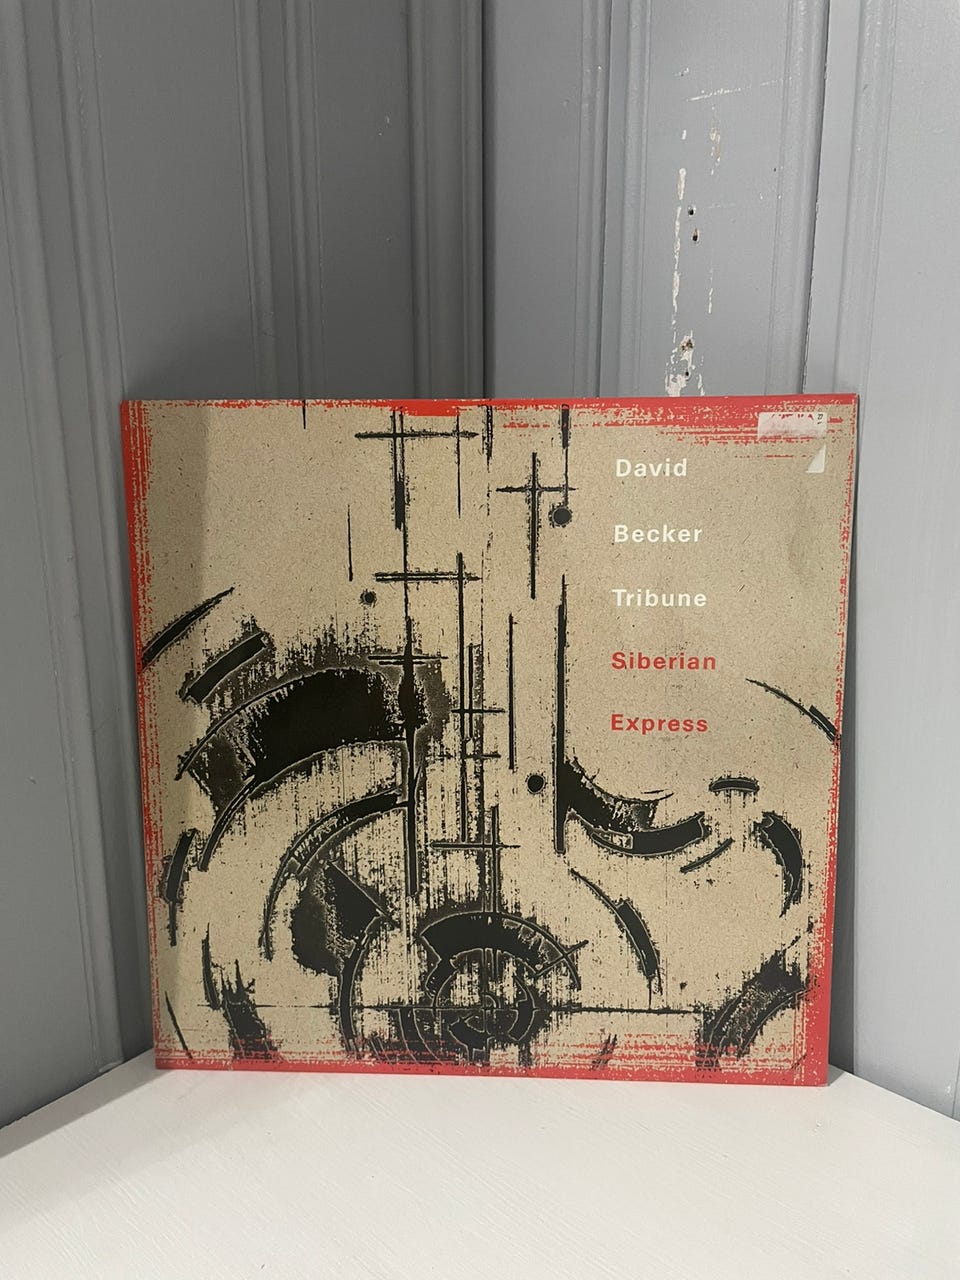 David
Becker
Tribune
Siberian
Express